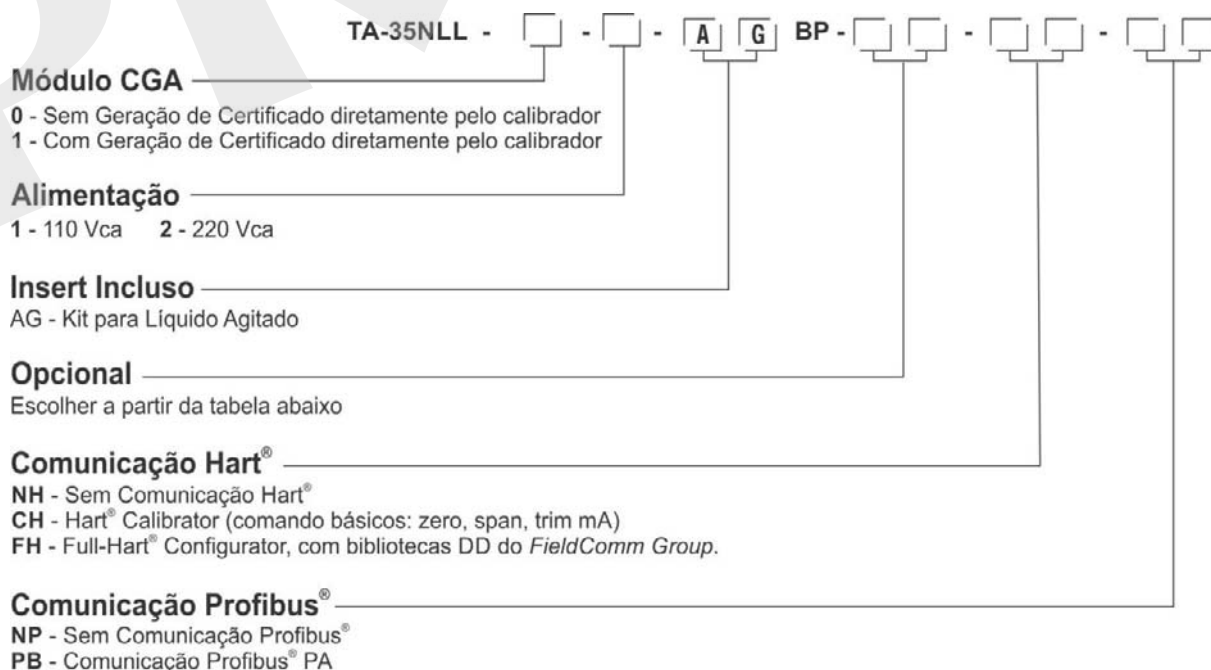 TA-35NLL - □ - □ - A G BP - □ □ - □ □ - □ □
Módulo CGA
0 - Sem Geração de Certificado diretamente pelo calibrador
1 - Com Geração de Certificado diretamente pelo calibrador
Alimentação
1 - 110 Vca 2 - 220 Vca
Insert Incluso
AG - Kit para Líquido Agitado
Opcional
Escolher a partir da tabela abaixo
Comunicação Hart®
NH - Sem Comunicação Hart®
CH - Hart® Calibrator (comando básicos: zero, span, trim mA)
FH - Full-Hart® Configurator, com bibliotecas DD do FieldComm Group.
Comunicação Profibus®
NP - Sem Comunicação Profibus®
PB - Comunicação Profibus® PA